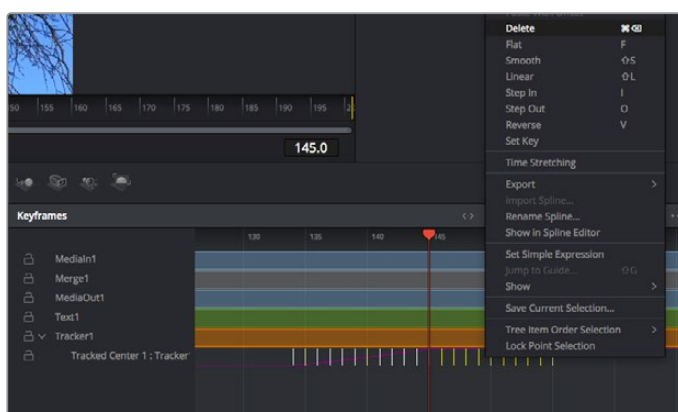 Delete ⌘⌫
Flat F
Smooth ⇧S
Linear ⇧L
Step In I
Step Out O
Reverse V
Set Key
Time Stretching
Export >
Import Spline...
Rename Spline...
Show in Spline Editor
Set Simple Expression
Jump to Guide... ⇧G
Show >
Save Current Selection...
Tree Item Order Selection >
Lock Point Selection
50 155 160 165 170 175 180 185 190 195
145.0
Keyframes
130 135 140 145
MediaIn1
Merge1
MediaOut1
Text1
Tracker1
Tracked Center 1 : Tracker